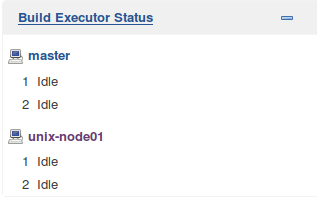 Build Executor Status
master
1 Idle
2 Idle
unix-node01
1 Idle
2 Idle